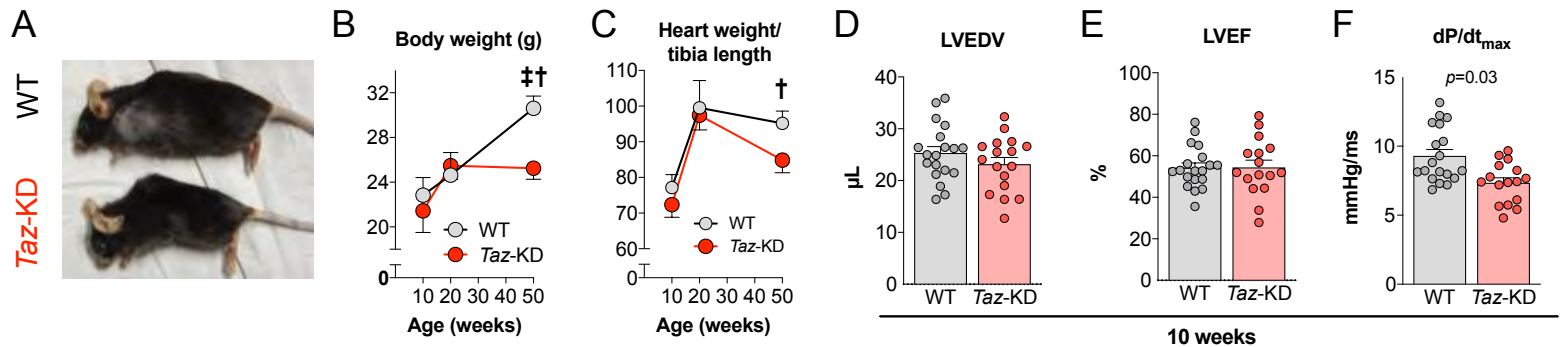 A
WT
Taz-KD
B
Body weight (g)
‡†
32
28
24
20
0
WT
Taz-KD
10 20 30 40 50
Age (weeks)
C
Heart weight/
tibia length
†
110
100
90
80
70
60
0
WT
Taz-KD
10 20 30 40 50
Age (weeks)
D
LVEDV
µL
40
30
20
10
0
WT Taz-KD
E
LVEF
%
100
80
60
40
20
0
WT Taz-KD
F
dP/dtmax
p=0.03
mmHg/ms
15
10
5
0
WT Taz-KD
10 weeks